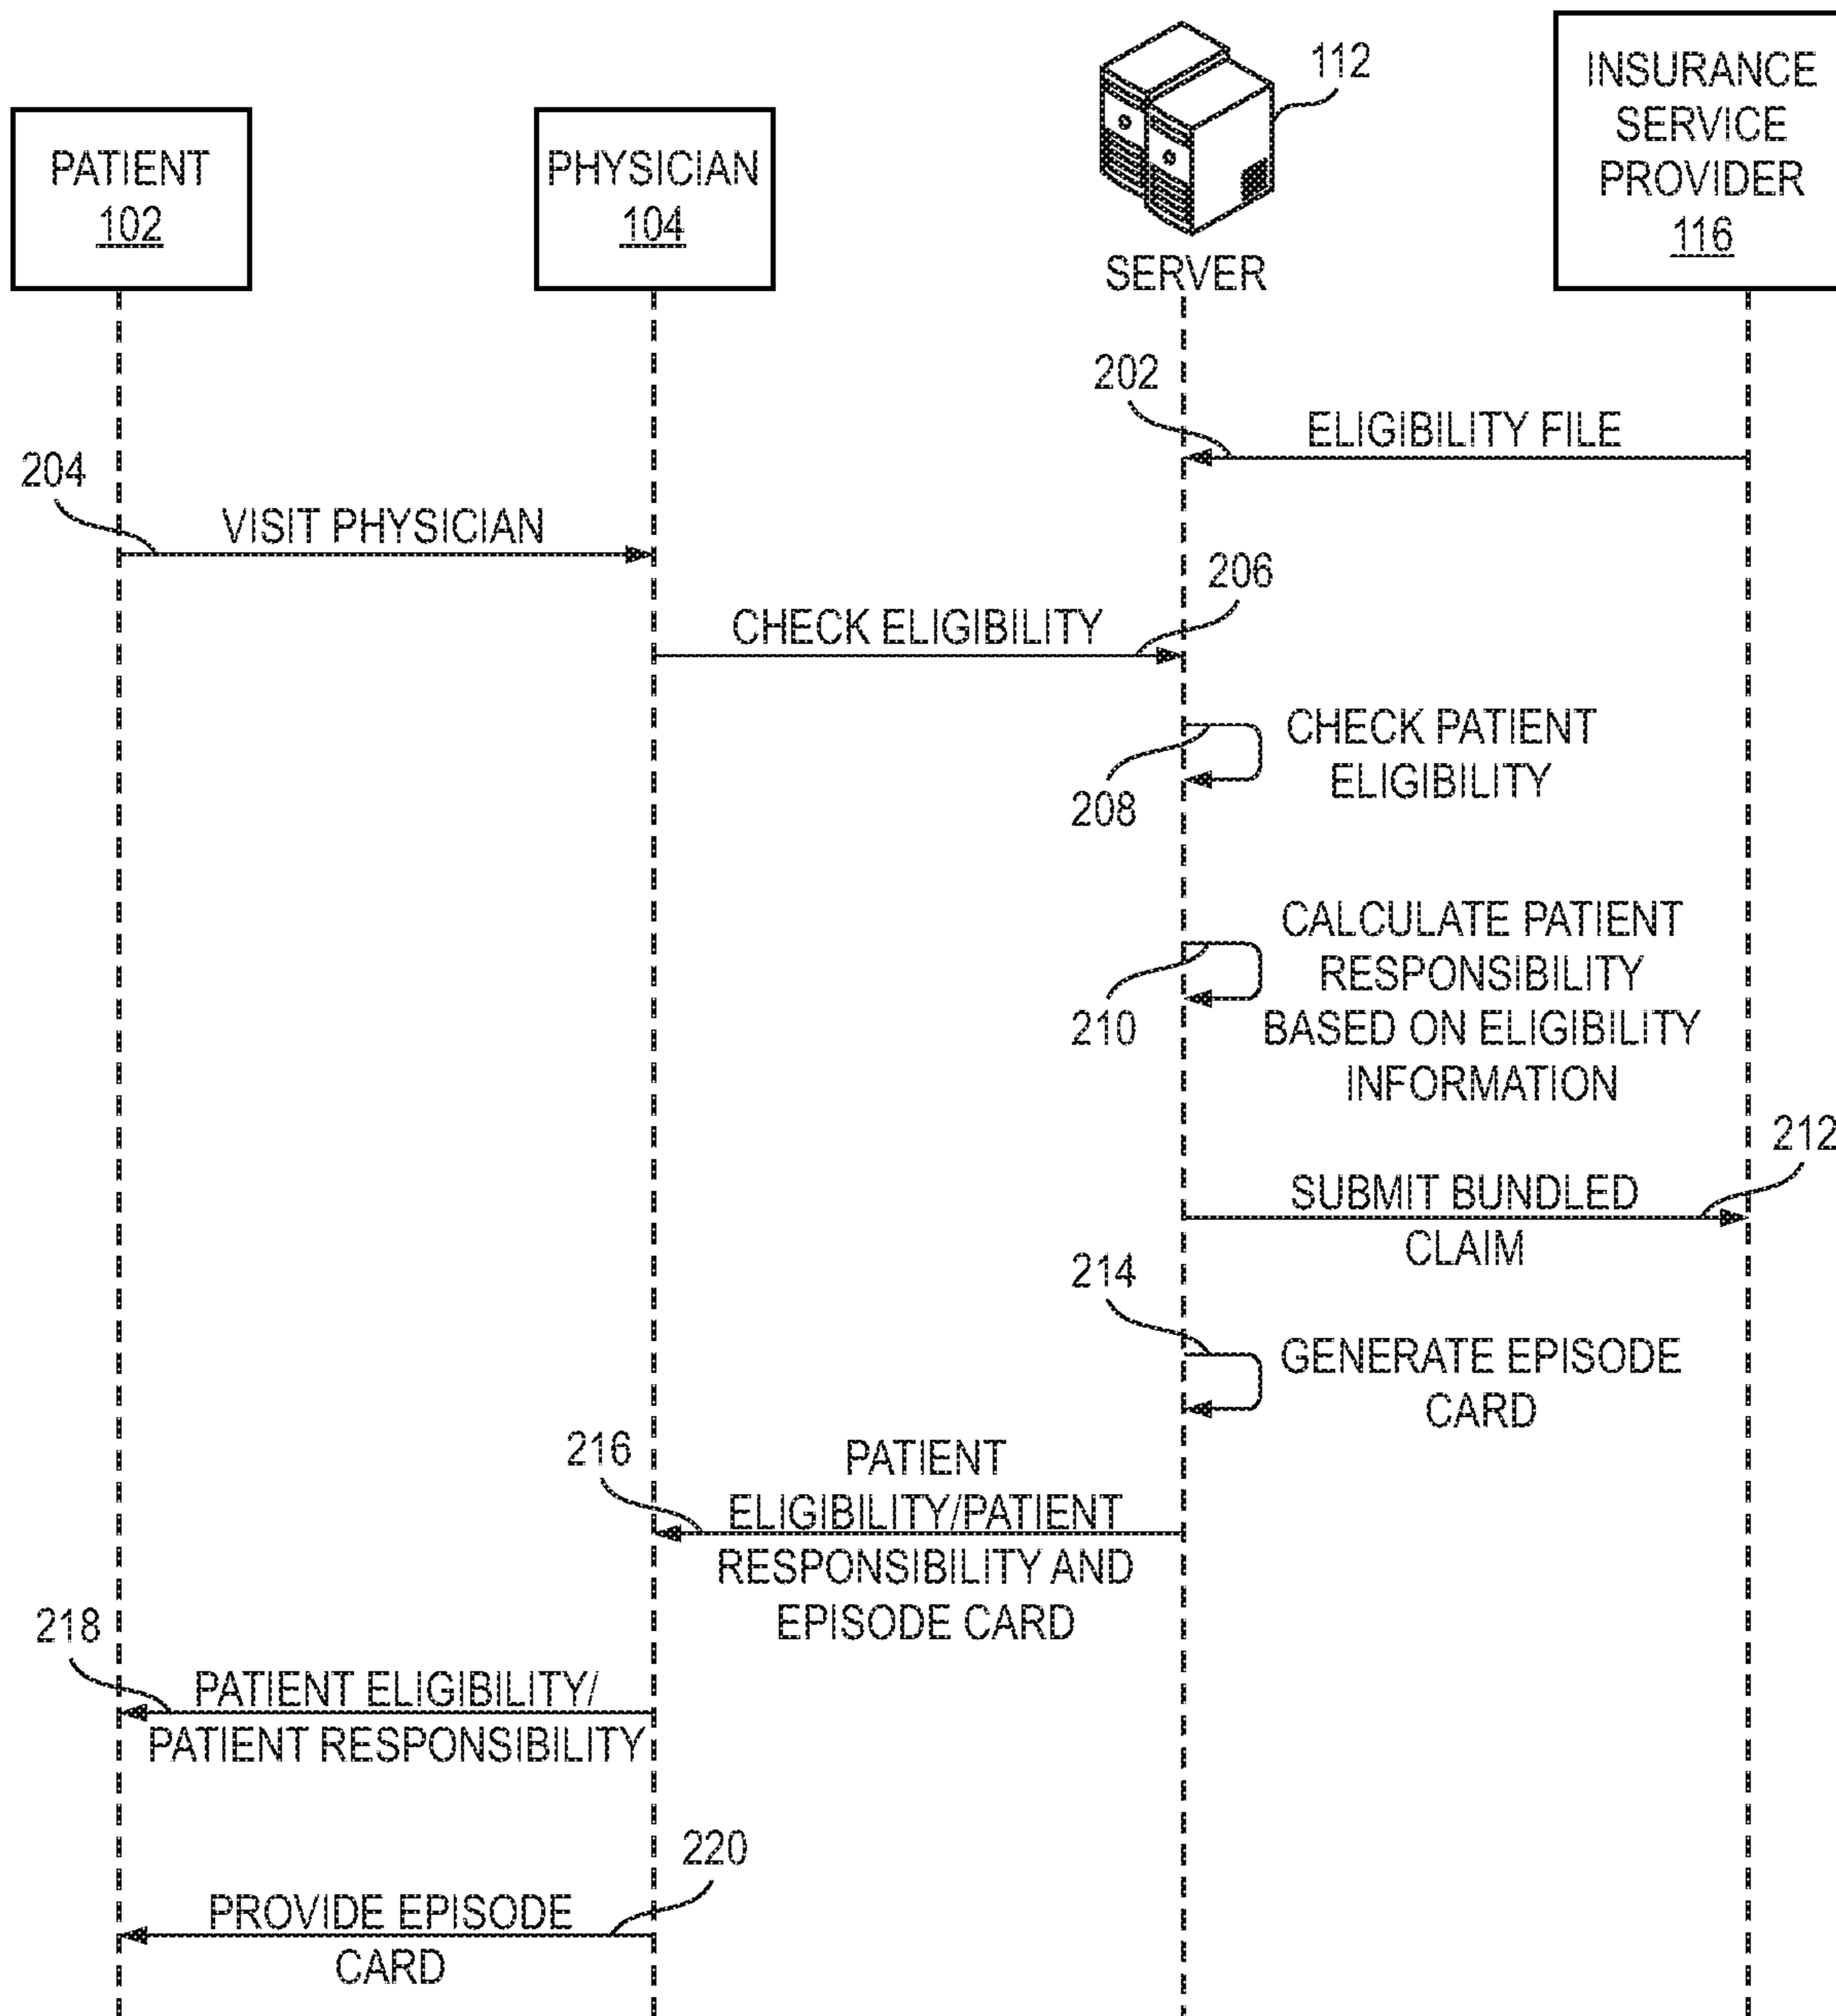 PATIENT
102
PHYSICIAN
104
112
SERVER
INSURANCE
SERVICE
PROVIDER
116
202
ELIGIBILITY FILE
204
VISIT PHYSICIAN
206
CHECK ELIGIBILITY
208
CHECK PATIENT
ELIGIBILITY
210
CALCULATE PATIENT
RESPONSIBILITY
BASED ON ELIGIBILITY
INFORMATION
212
SUBMIT BUNDLED
CLAIM
214
GENERATE EPISODE
CARD
216
PATIENT
ELIGIBILITY/PATIENT
RESPONSIBILITY AND
EPISODE CARD
218
PATIENT ELIGIBILITY/
PATIENT RESPONSIBILITY
220
PROVIDE EPISODE
CARD